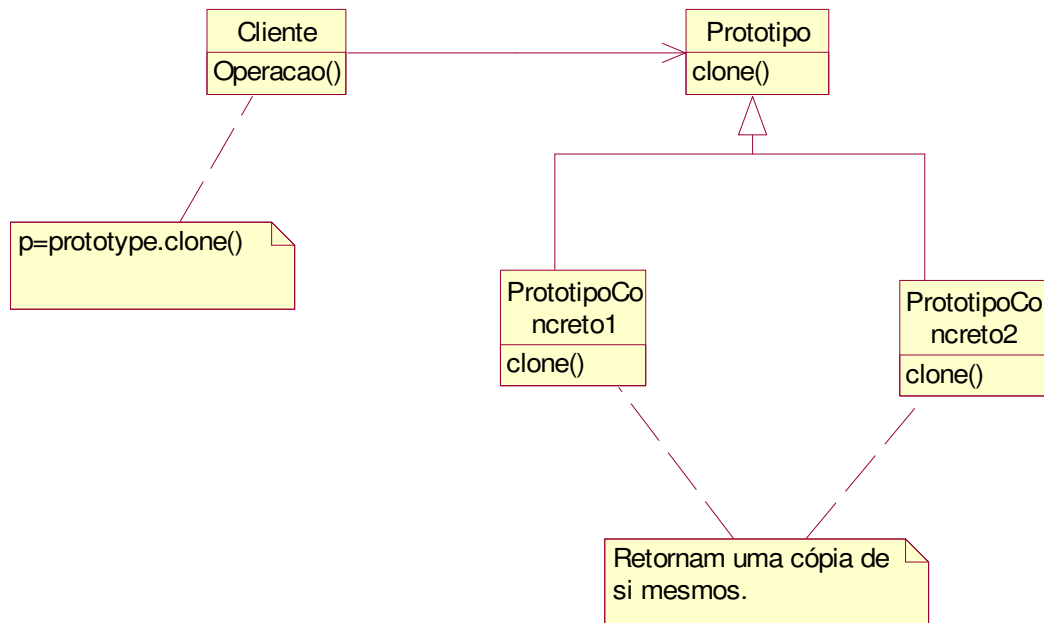 Cliente
Operacao()
Prototipo
clone()
p=prototype.clone()
PrototipoCo
ncreto1
clone()
PrototipoCo
ncreto2
clone()
Retornam uma cópia de
si mesmos.